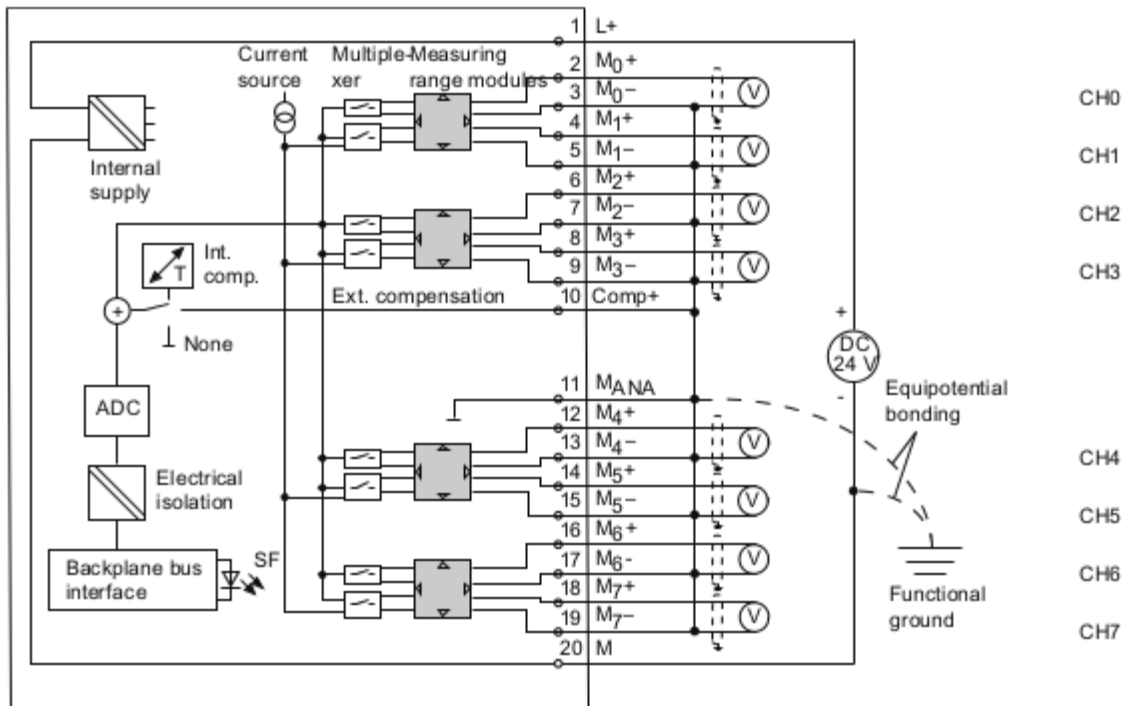 1 L+
Current source
Multiple-xer
Measuring range modules
2 M0+
3 M0–
CH0
4 M1+
5 M1–
CH1
Internal supply
6 M2+
7 M2–
CH2
8 M3+
9 M3–
CH3
T
Int. comp.
Ext. compensation
10 Comp+
+
None
+
DC 24 V
-
11 MANA
Equipotential bonding
ADC
12 M4+
13 M4–
CH4
14 M5+
15 M5–
CH5
Electrical isolation
16 M6+
17 M6-
CH6
18 M7+
19 M7–
CH7
20 M
SF
Backplane bus interface
Functional ground
V
V
V
V
V
V
V
V